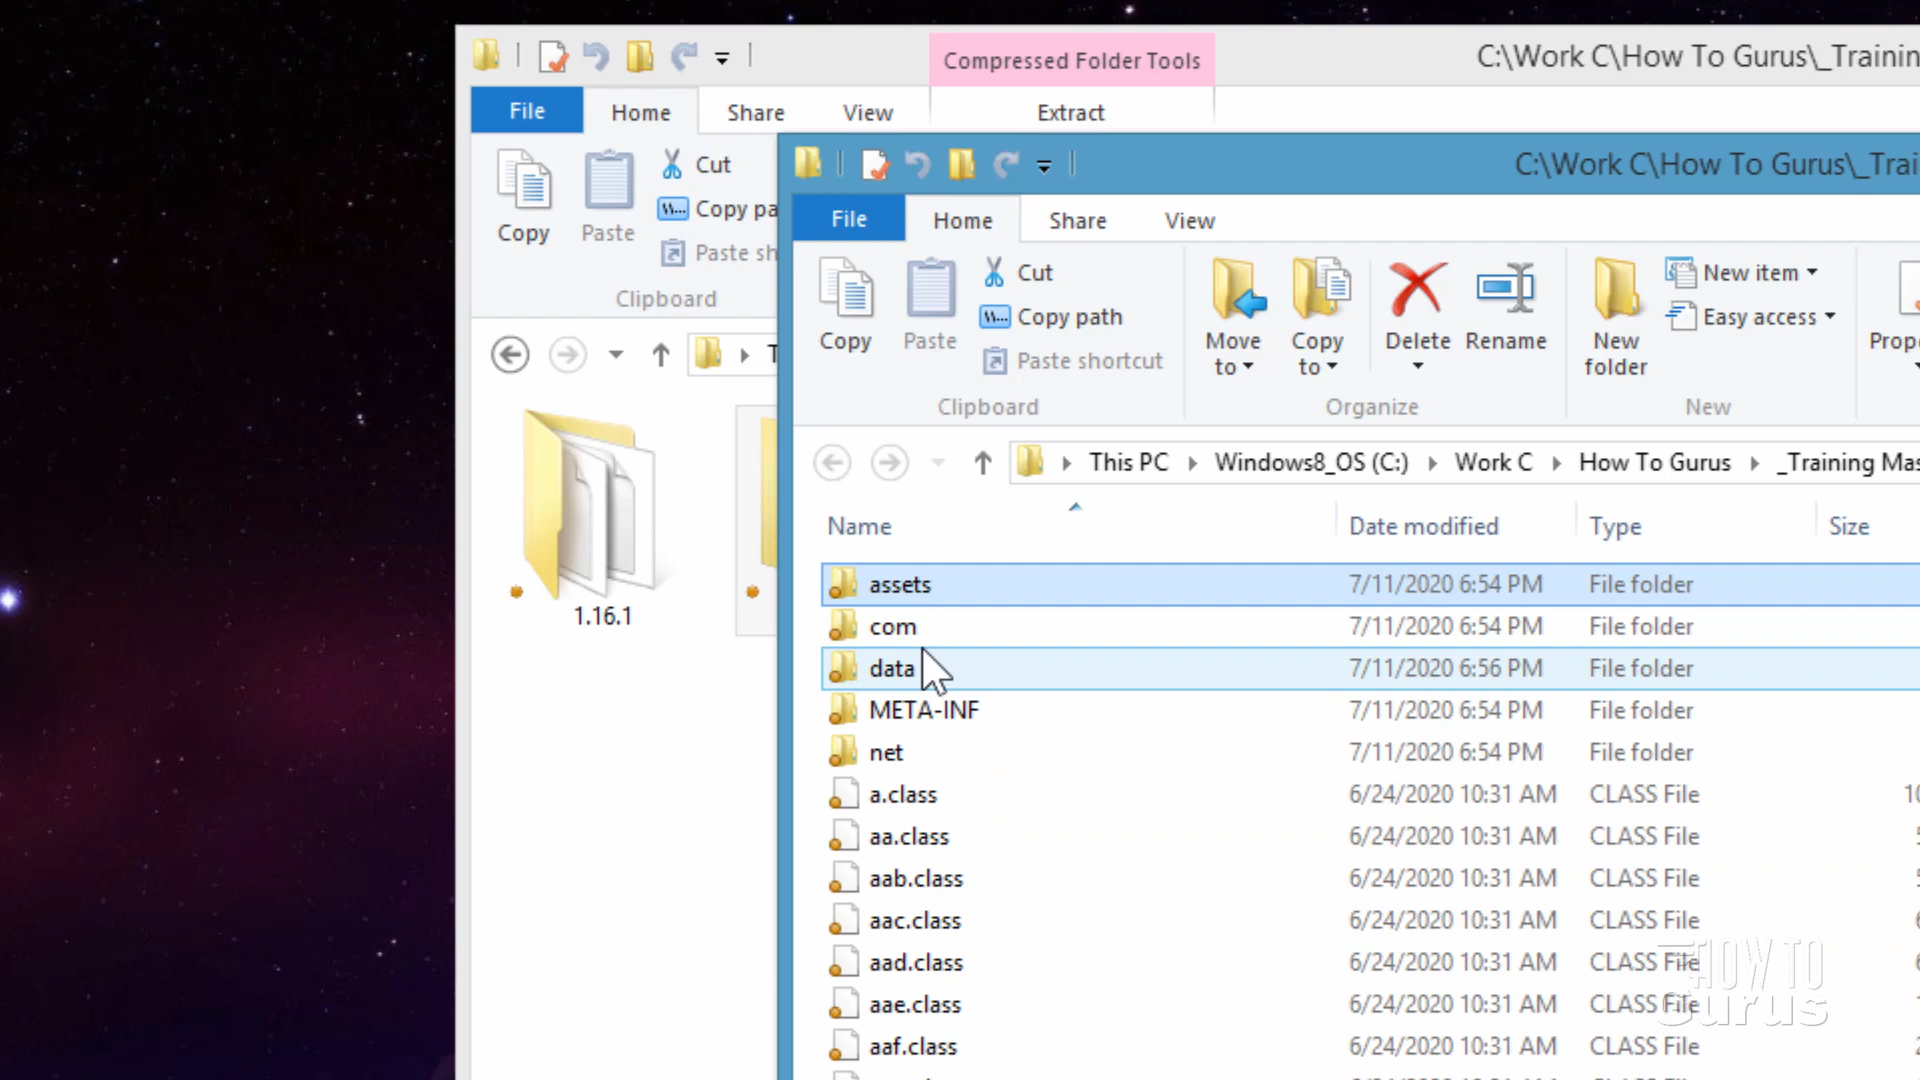 Compressed Folder Tools
C:\Work C\How To Gurus\_Trainin
File
Home
Share
View
Extract
Copy
Paste
Cut
Copy pa
Paste sh
Clipboard
C:\Work C\How To Gurus\_Trai
File
Home
Share
View
Copy
Paste
Cut
Copy path
Paste shortcut
Clipboard
Move to
Copy to
Delete
Rename
Organize
New folder
New item
Easy access
New
Prop
This PC Windows8_OS (C:) Work C How To Gurus _Training Mas
1.16.1
Name Date modified Type Size
assets 7/11/2020 6:54 PM File folder
com 7/11/2020 6:54 PM File folder
data 7/11/2020 6:56 PM File folder
META-INF 7/11/2020 6:54 PM File folder
net 7/11/2020 6:54 PM File folder
a.class 6/24/2020 10:31 AM CLASS File
aa.class 6/24/2020 10:31 AM CLASS File
aab.class 6/24/2020 10:31 AM CLASS File
aac.class 6/24/2020 10:31 AM CLASS File
aad.class 6/24/2020 10:31 AM CLASS File
aae.class 6/24/2020 10:31 AM CLASS File
aaf.class 6/24/2020 10:31 AM CLASS File
HOW TO
Gurus